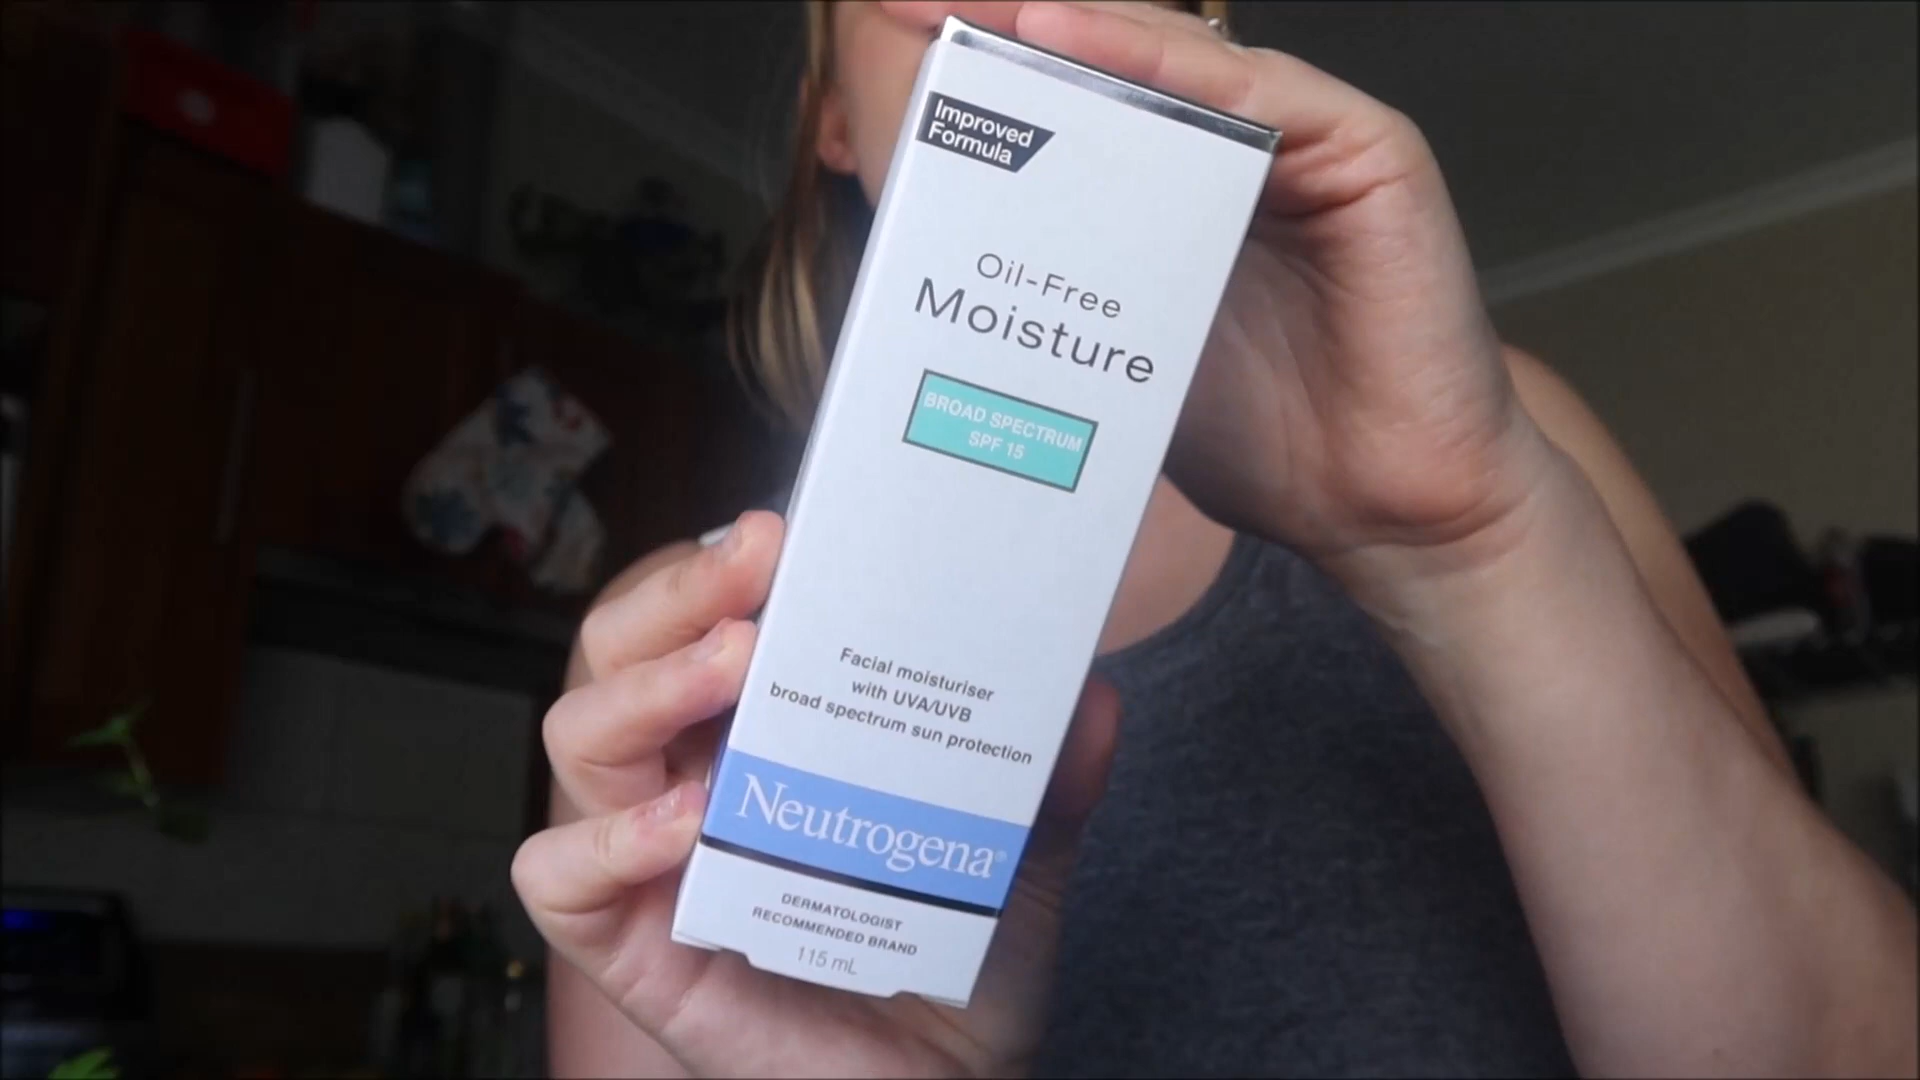 Improved
Formula
Oil-Free
Moisture
BROAD SPECTRUM
SPF 15
Facial moisturiser
with UVA/UVB
broad spectrum sun protection
Neutrogena®
DERMATOLOGIST
RECOMMENDED BRAND
115 mL